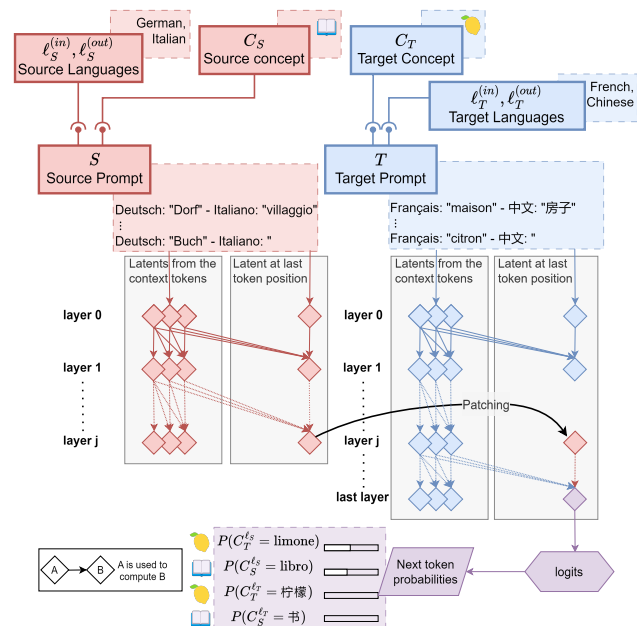 German,
Italian
ℓ_S^(in), ℓ_S^(out)
Source Languages
C_S
Source concept
C_T
Target Concept
ℓ_T^(in), ℓ_T^(out)
Target Languages
French,
Chinese
S
Source Prompt
T
Target Prompt
Deutsch: "Dorf" - Italiano: "villaggio"
⋮
Deutsch: "Buch" - Italiano: "
Français: "maison" - 中文: "房子"
⋮
Français: "citron" - 中文: "
Latents from the
context tokens
Latent at last
token position
Latents from the
context tokens
Latent at last
token position
layer 0
layer 0
layer 1
layer 1
Patching
layer j
layer j
last layer
A
B
A is used to
compute B
P(C_T^{ℓ_S} = limone)
P(C_S^{ℓ_S} = libro)
P(C_T^{ℓ_T} = 柠檬)
P(C_S^{ℓ_T} = 书)
Next token
probabilities
logits